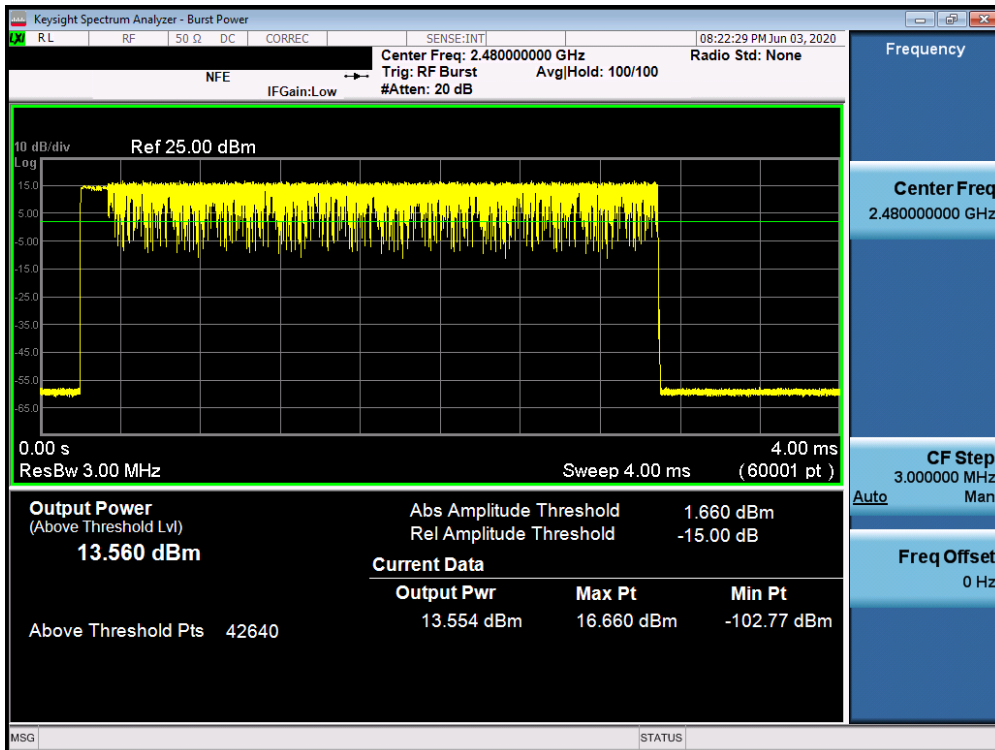 Keysight Spectrum Analyzer - Burst Power
LXI RL RF 50 Ω DC CORREC SENSE:INT 08:22:29 PM Jun 03, 2020
Center Freq: 2.480000000 GHz Radio Std: None
NFE Trig: RF Burst Avg|Hold: 100/100
IFGain:Low #Atten: 20 dB
10 dB/div Ref 25.00 dBm
Log
15.0
5.00
-5.00
-15.0
-25.0
-35.0
-45.0
-55.0
-65.0
0.00 s 4.00 ms
ResBw 3.00 MHz Sweep 4.00 ms (60001 pt)
Output Power
(Above Threshold Lvl)
13.560 dBm
Above Threshold Pts 42640
Abs Amplitude Threshold 1.660 dBm
Rel Amplitude Threshold -15.00 dB
Current Data
Output Pwr Max Pt Min Pt
13.554 dBm 16.660 dBm -102.77 dBm
Frequency
Center Freq
2.480000000 GHz
CF Step
3.000000 MHz
Auto Man
Freq Offset
0 Hz
MSG STATUS